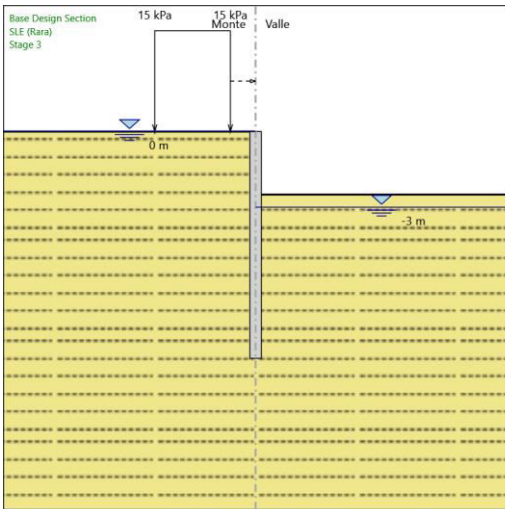 Base Design Section
SLE (Rara)
Stage 3
15 kPa
15 kPa
Monte
Valle
0 m
-3 m